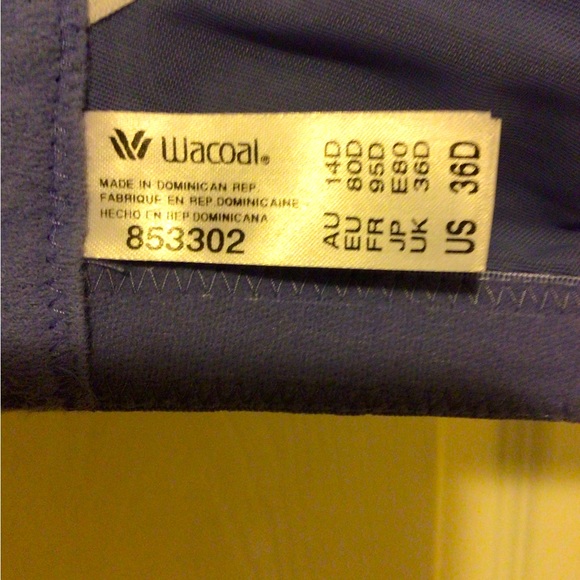 Wacoal®
MADE IN DOMINICAN REP.
FABRIQUE EN REP. DOMINICAINE
HECHO EN REP. DOMINICANA
853302
AU 14D
EU 80D
FR 95D
JP E80
UK 36D
US 36D